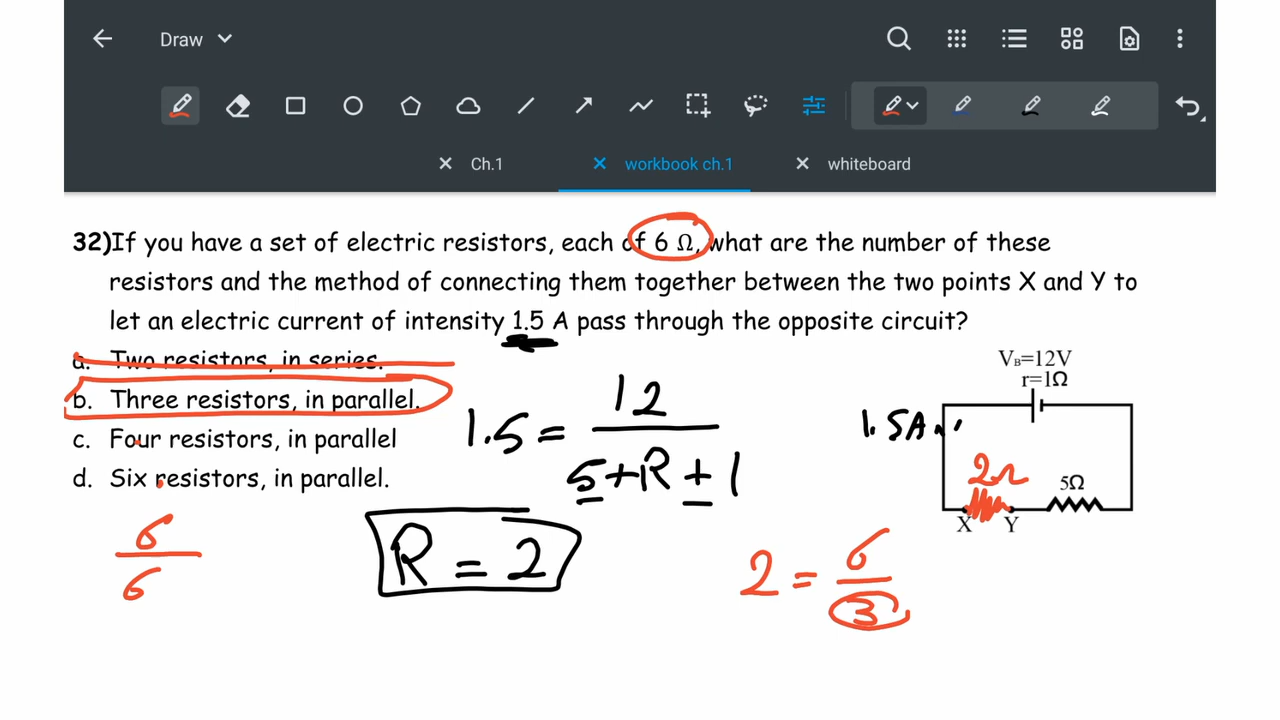 Draw
Ch.1
workbook ch.1
whiteboard
32)If you have a set of electric resistors, each of 6 Ω, what are the number of these
resistors and the method of connecting them together between the two points X and Y to
let an electric current of intensity 1.5 A pass through the opposite circuit?
a. Two resistors, in series.
b. Three resistors, in parallel.
c. Four resistors, in parallel
d. Six resistors, in parallel.
1.5 = 12
5 + R + 1
R = 2
6
6
2 = 6
3
VB=12V
r=1Ω
1.5A
2Ω
5Ω
X Y